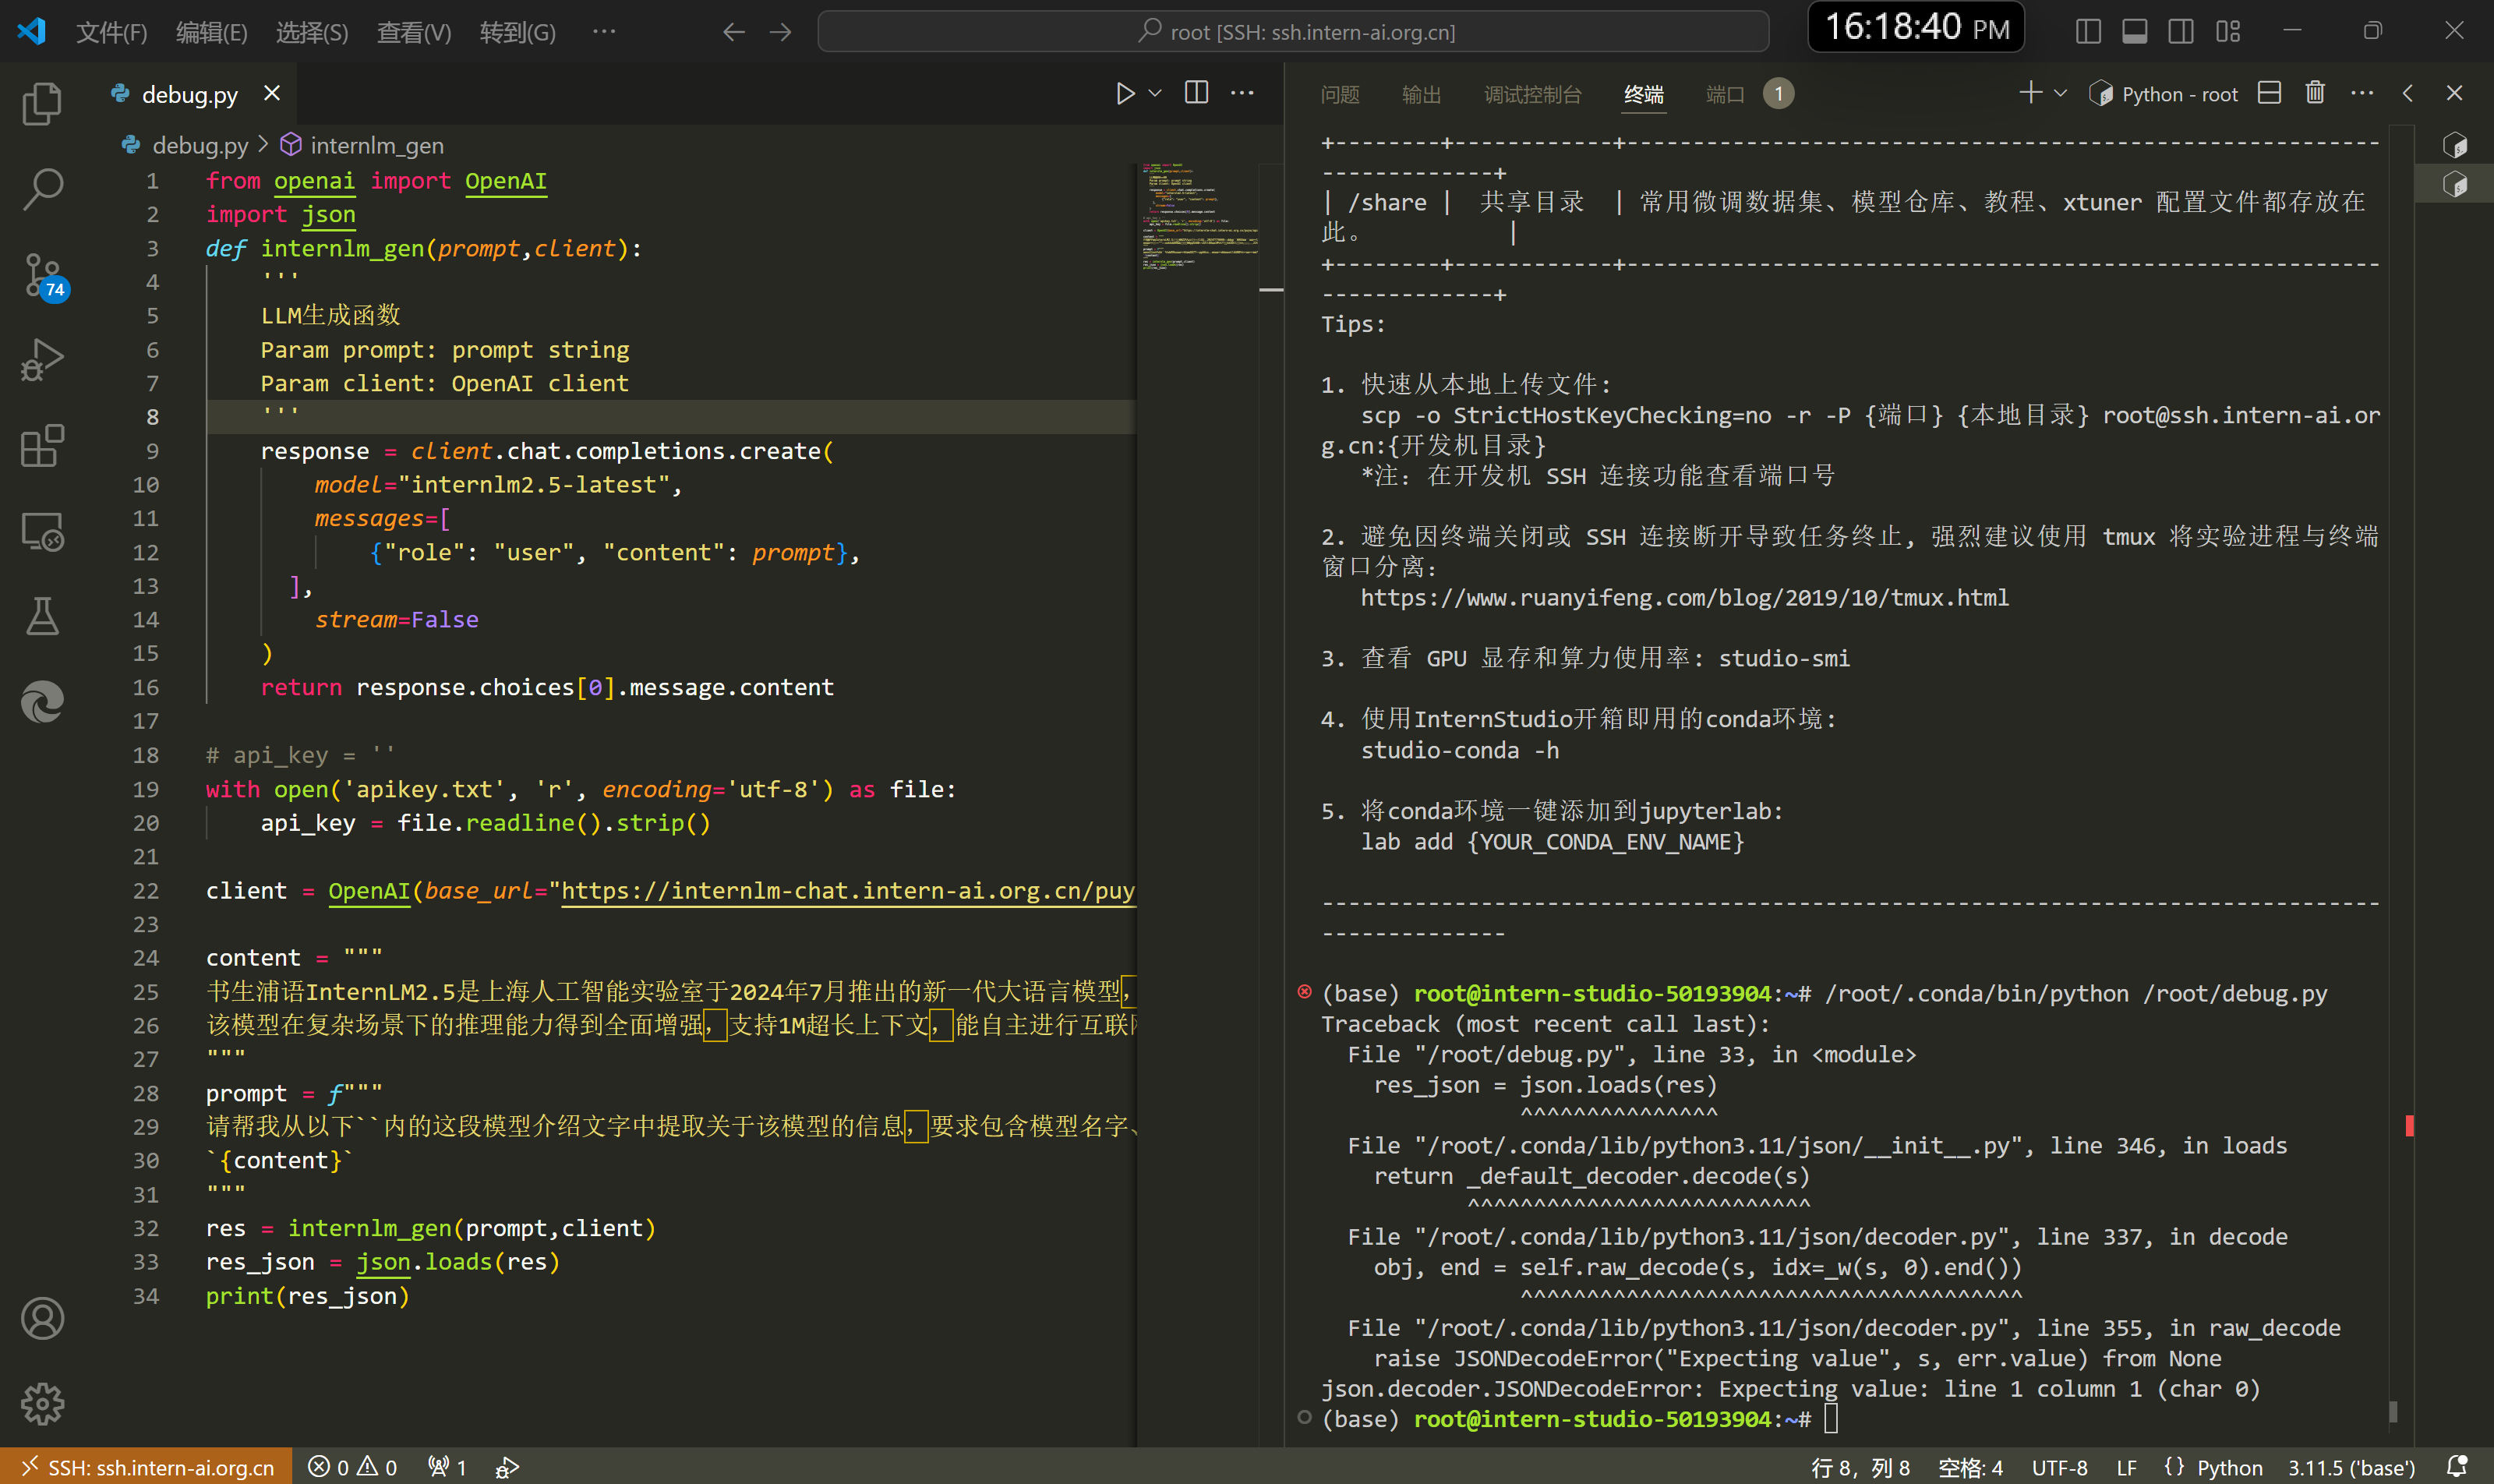 文件(F) 编辑(E) 选择(S) 查看(V) 转到(G) ···
root [SSH: ssh.intern-ai.org.cn]
16:18:40 PM
debug.py
debug.py > internlm_gen
74
1 from openai import OpenAI
2 import json
3 def internlm_gen(prompt,client):
4 '''
5 LLM生成函数
6 Param prompt: prompt string
7 Param client: OpenAI client
8 '''
9 response = client.chat.completions.create(
10 model="internlm2.5-latest",
11 messages=[
12 {"role": "user", "content": prompt},
13 ],
14 stream=False
15 )
16 return response.choices[0].message.content
17
18 # api_key = ''
19 with open('apikey.txt', 'r', encoding='utf-8') as file:
20 api_key = file.readline().strip()
21
22 client = OpenAI(base_url="https://internlm-chat.intern-ai.org.cn/puy
23
24 content = """
25 书生浦语InternLM2.5是上海人工智能实验室于2024年7月推出的新一代大语言模型，
26 该模型在复杂场景下的推理能力得到全面增强，支持1M超长上下文，能自主进行互联
27 """
28 prompt = f"""
29 请帮我从以下``内的这段模型介绍文字中提取关于该模型的信息，要求包含模型名字、
30 `{content}`
31 """
32 res = internlm_gen(prompt,client)
33 res_json = json.loads(res)
34 print(res_json)
问题 输出 调试控制台 终端 端口 1
Python - root
+--------+------------+----------------------------------------------------------
-------------+
| /share | 共享目录 | 常用微调数据集、模型仓库、教程、xtuner 配置文件都存放在
此。 |
+--------+------------+----------------------------------------------------------
-------------+
Tips:
1. 快速从本地上传文件:
scp -o StrictHostKeyChecking=no -r -P {端口} {本地目录} root@ssh.intern-ai.or
g.cn:{开发机目录}
*注: 在开发机 SSH 连接功能查看端口号
2. 避免因终端关闭或 SSH 连接断开导致任务终止, 强烈建议使用 tmux 将实验进程与终端
窗口分离:
https://www.ruanyifeng.com/blog/2019/10/tmux.html
3. 查看 GPU 显存和算力使用率: studio-smi
4. 使用InternStudio开箱即用的conda环境:
studio-conda -h
5. 将conda环境一键添加到jupyterlab:
lab add {YOUR_CONDA_ENV_NAME}
--------------------------------------------------------------------------------
--------------
(base) root@intern-studio-50193904:~# /root/.conda/bin/python /root/debug.py
Traceback (most recent call last):
File "/root/debug.py", line 33, in <module>
res_json = json.loads(res)
^^^^^^^^^^^^^^^
File "/root/.conda/lib/python3.11/json/__init__.py", line 346, in loads
return _default_decoder.decode(s)
^^^^^^^^^^^^^^^^^^^^^^^^^^
File "/root/.conda/lib/python3.11/json/decoder.py", line 337, in decode
obj, end = self.raw_decode(s, idx=_w(s, 0).end())
^^^^^^^^^^^^^^^^^^^^^^^^^^^^^^^^^^^^^^
File "/root/.conda/lib/python3.11/json/decoder.py", line 355, in raw_decode
raise JSONDecodeError("Expecting value", s, err.value) from None
json.decoder.JSONDecodeError: Expecting value: line 1 column 1 (char 0)
(base) root@intern-studio-50193904:~#
SSH: ssh.intern-ai.org.cn 0 0 1
行 8，列 8 空格: 4 UTF-8 LF {} Python 3.11.5 ('base')